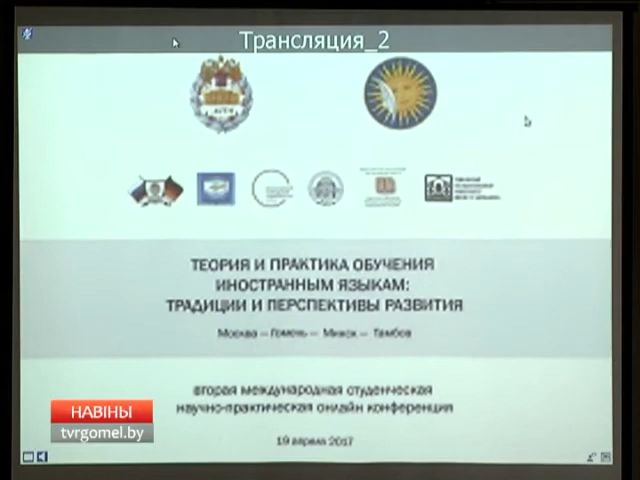 Трансляция_2
ТЕОРИЯ И ПРАКТИКА ОБУЧЕНИЯ
ИНОСТРАННЫМ ЯЗЫКАМ:
ТРАДИЦИИ И ПЕРСПЕКТИВЫ РАЗВИТИЯ
Москва – Гомель – Минск – Тамбов
вторая международная студенческая
научно-практическая онлайн конференция
19 апреля 2017
НАВІНЫ
tvrgomel.by